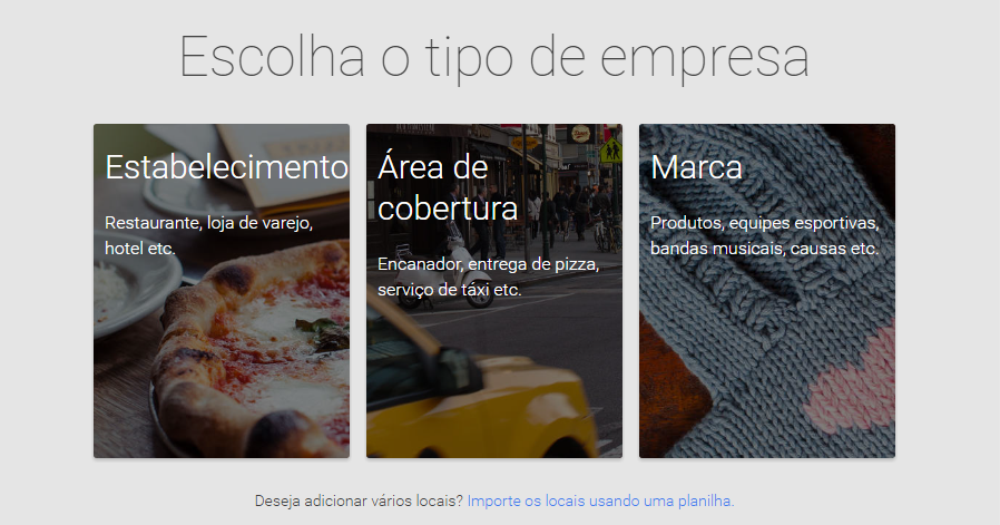 Escolha o tipo de empresa
Estabelecimento
Restaurante, loja de varejo,
hotel etc.
Área de
cobertura
Encanador, entrega de pizza,
serviço de táxi etc.
Marca
Produtos, equipes esportivas,
bandas musicais, causas etc.
Deseja adicionar vários locais? Importe os locais usando uma planilha.